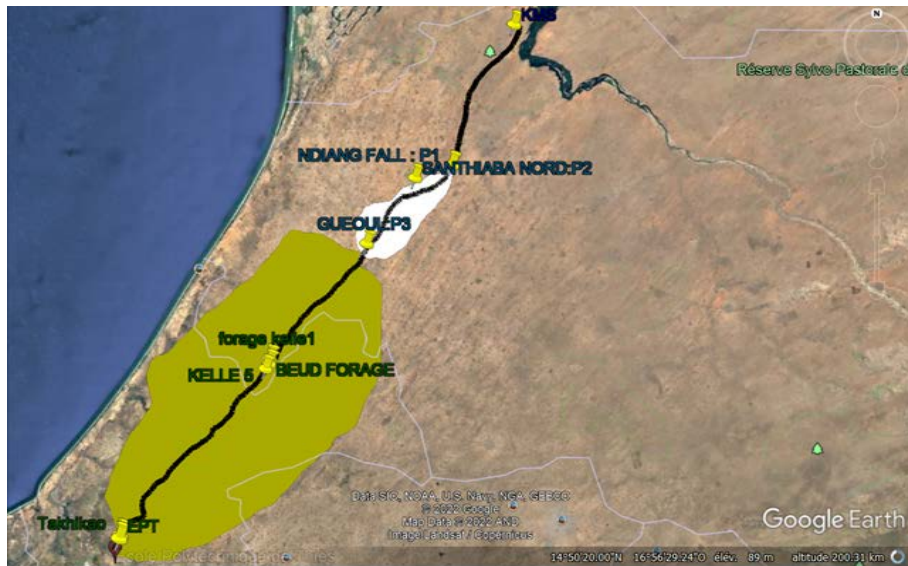 KMS
N
Réserve Sylvo-Pastorale d
NDIANG FALL : P1
SANTHIABA NORD:P2
GUEOUL:P3
forage kelle1
KELLE 5
BEUD FORAGE
Takhikao
EPT
Data SIO, NOAA, U.S. Navy, NGA, GEBCO
© 2022 Google
Map Data © 2022 AND
Image Landsat / Copernicus
Google Earth
14°50'20.00"N 16°56'29.24"O élév. 89 m altitude 200.31 km